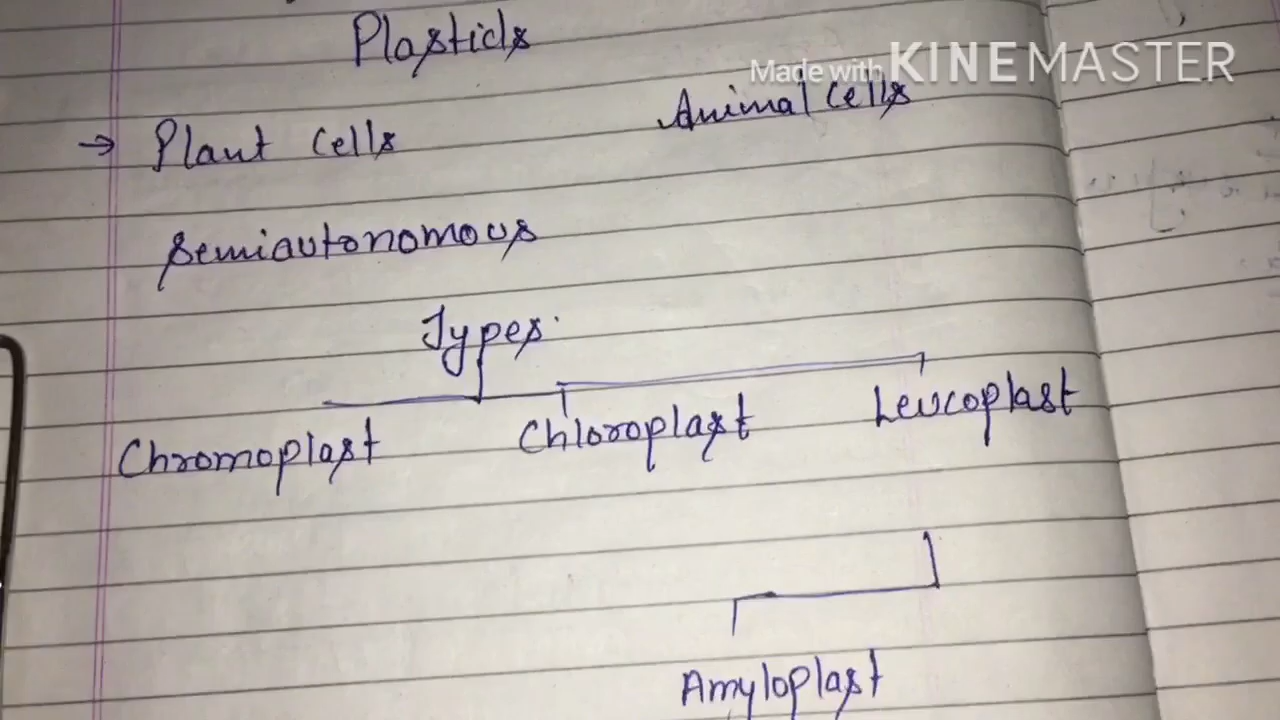 Plastids
Made with KINEMASTER
Animal cells
→ Plant cells
Semiautonomous
Types
Chromoplast Chloroplast Leucoplast
Amyloplast